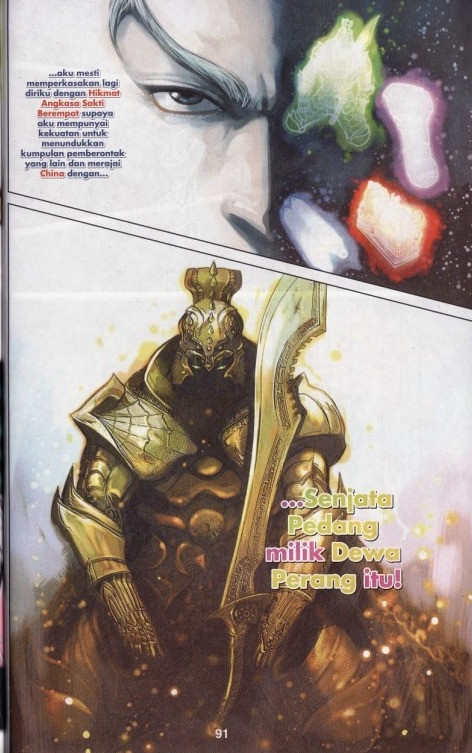 ...aku mesti
memperkasakan lagi
diriku dengan Hikmat
Angkasa Sakti
Berempat supaya
aku mempunyai
kekuatan untuk
menundukkan
kumpulan pemberontak
yang lain dan merajai
China dengan...
...Senjata
Pedang
milik Dewa
Perang itu!
91